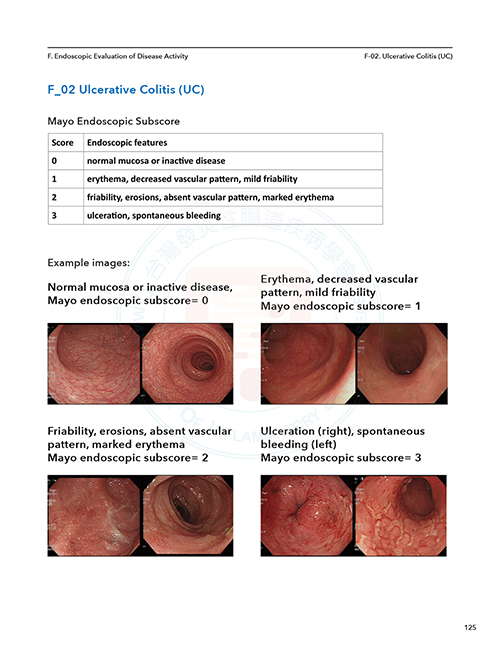 F. Endoscopic Evaluation of Disease Activity F-02. Ulcerative Colitis (UC)
F_02 Ulcerative Colitis (UC)
Mayo Endoscopic Subscore
Score Endoscopic features
0 normal mucosa or inactive disease
1 erythema, decreased vascular pattern, mild friability
2 friability, erosions, absent vascular pattern, marked erythema
3 ulceration, spontaneous bleeding
Example images:
Normal mucosa or inactive disease,
Mayo endoscopic subscore= 0
Erythema, decreased vascular
pattern, mild friability
Mayo endoscopic subscore= 1
Friability, erosions, absent vascular
pattern, marked erythema
Mayo endoscopic subscore= 2
Ulceration (right), spontaneous
bleeding (left)
Mayo endoscopic subscore= 3
125